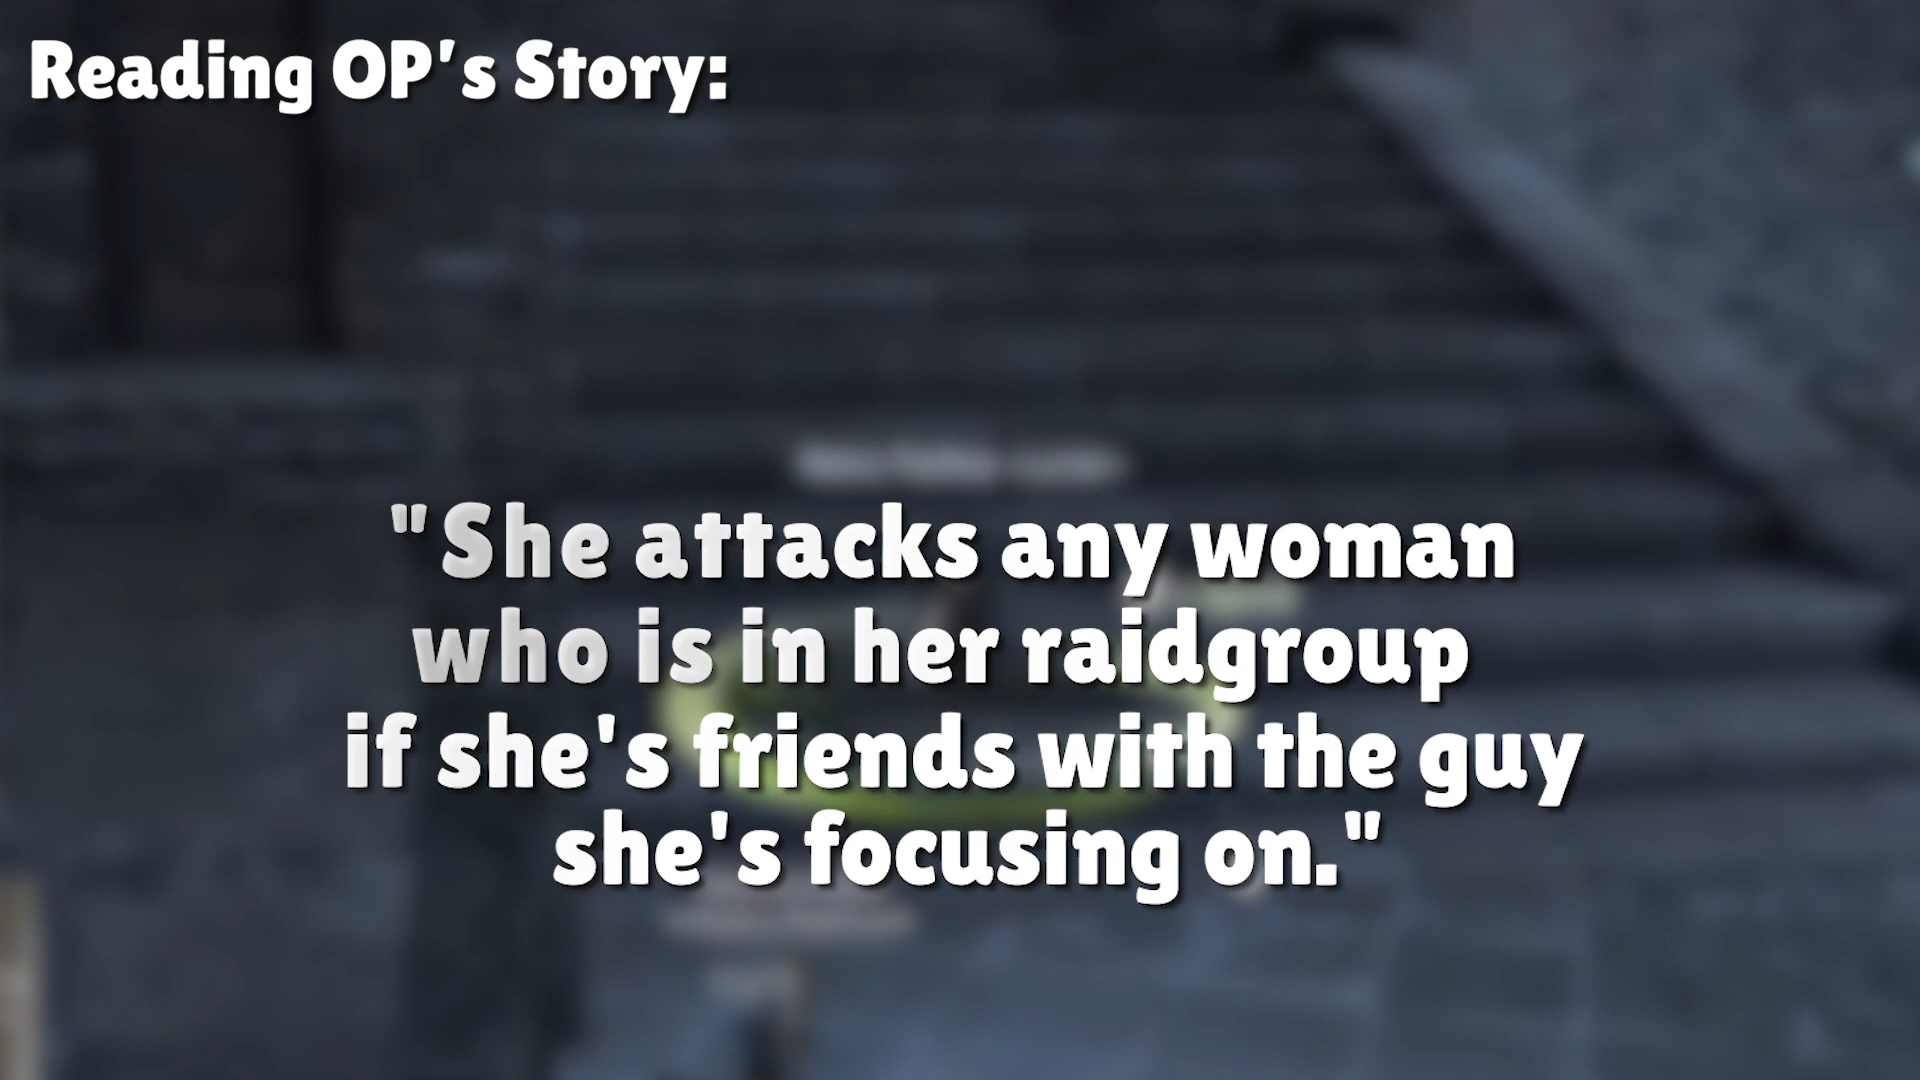 Reading OP's Story:
"She attacks any woman
who is in her raidgroup
if she's friends with the guy
she's focusing on."